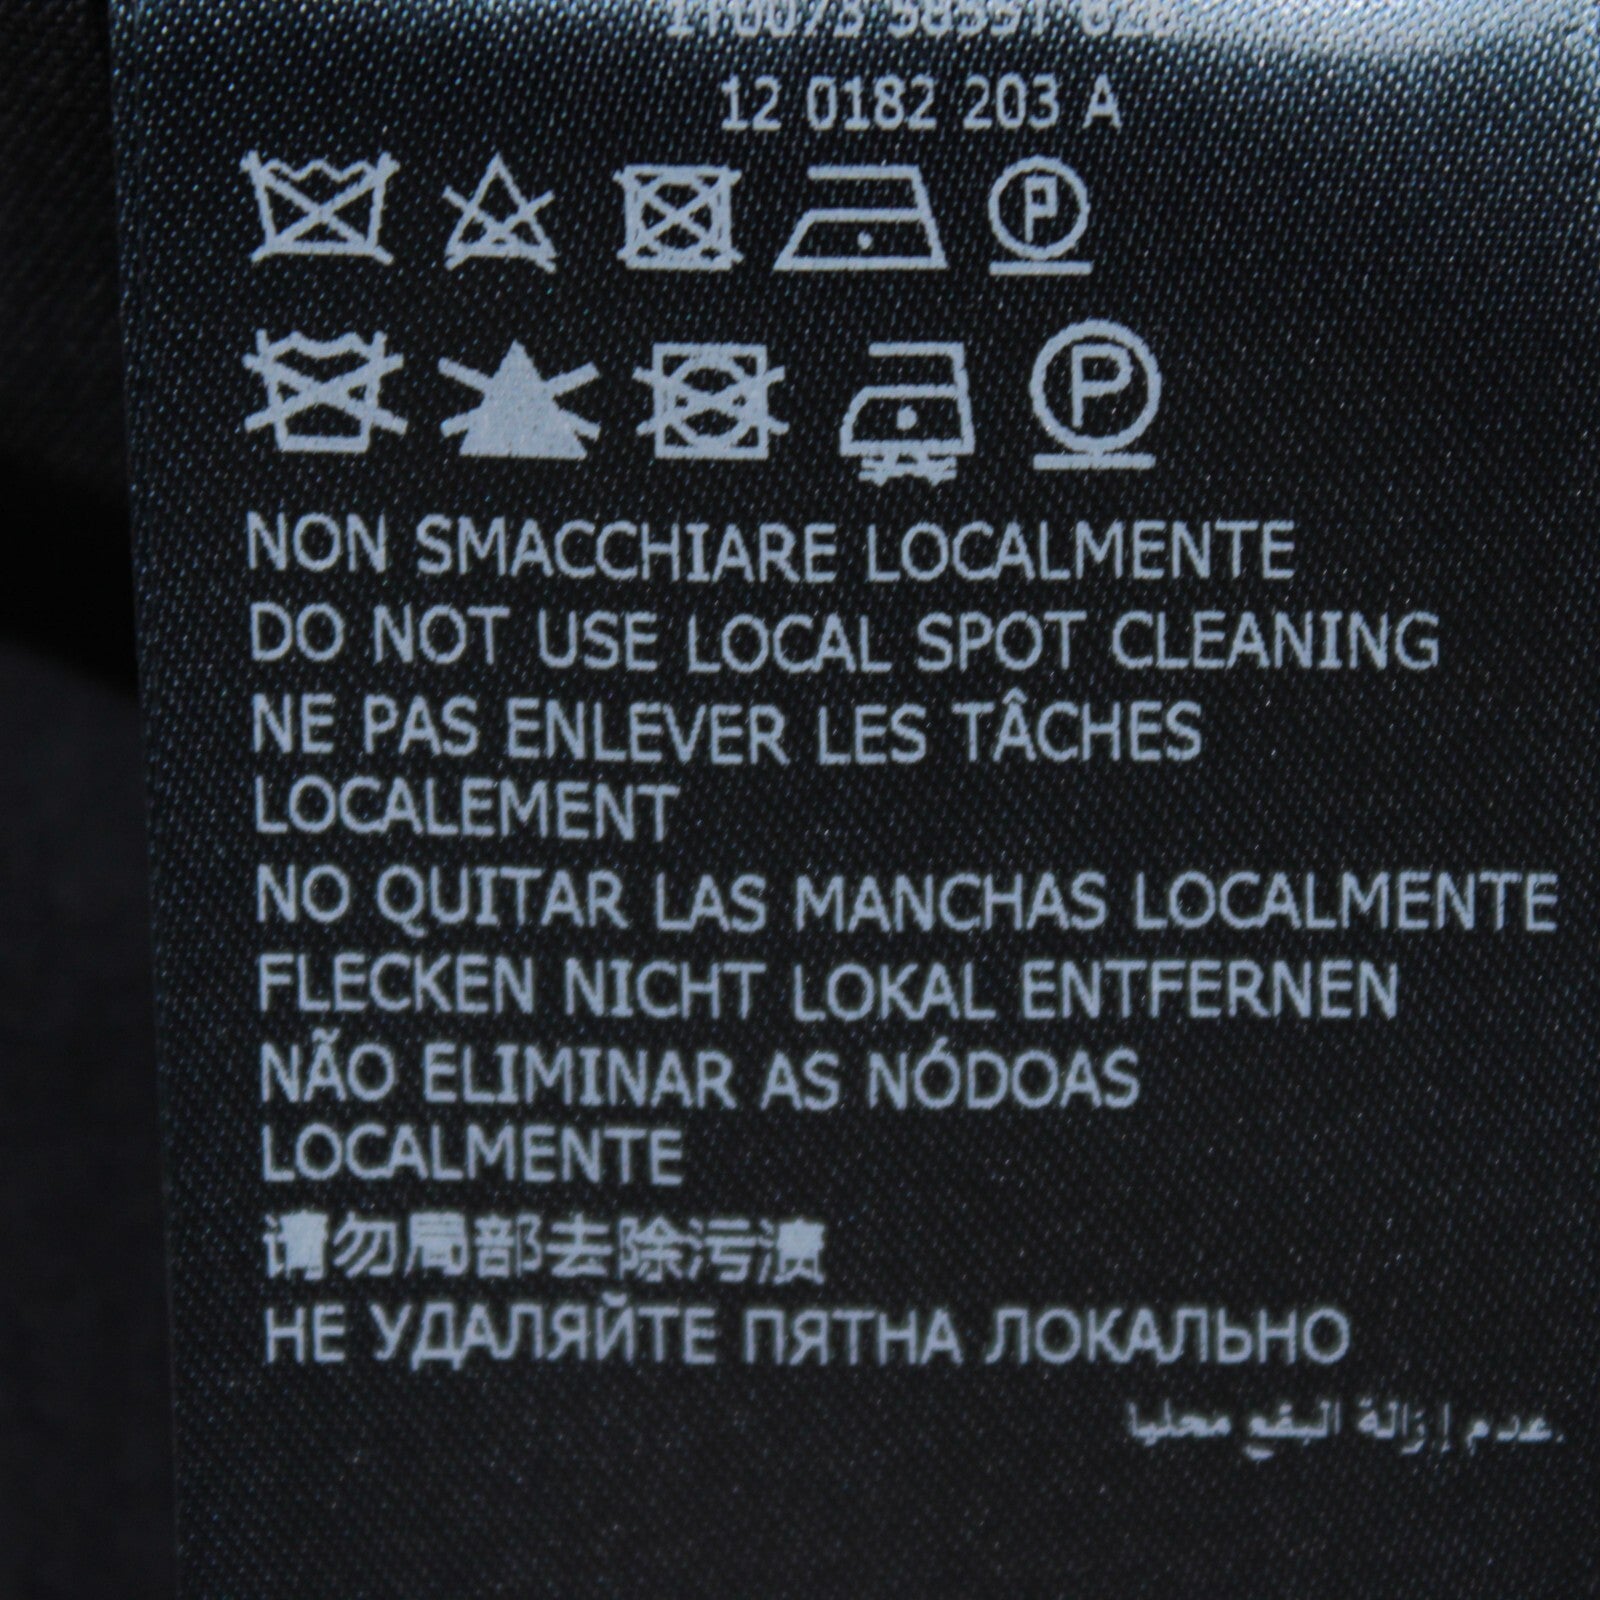 12 0182 203 A
P
P
NON SMACCHIARE LOCALMENTE
DO NOT USE LOCAL SPOT CLEANING
NE PAS ENLEVER LES TÂCHES
LOCALEMENT
NO QUITAR LAS MANCHAS LOCALMENTE
FLECKEN NICHT LOKAL ENTFERNEN
NÃO ELIMINAR AS NÓDOAS
LOCALMENTE
请勿局部去除污渍
НЕ УДАЛЯЙТЕ ПЯТНА ЛОКАЛЬНО
عدم إزالة البقع محليا.